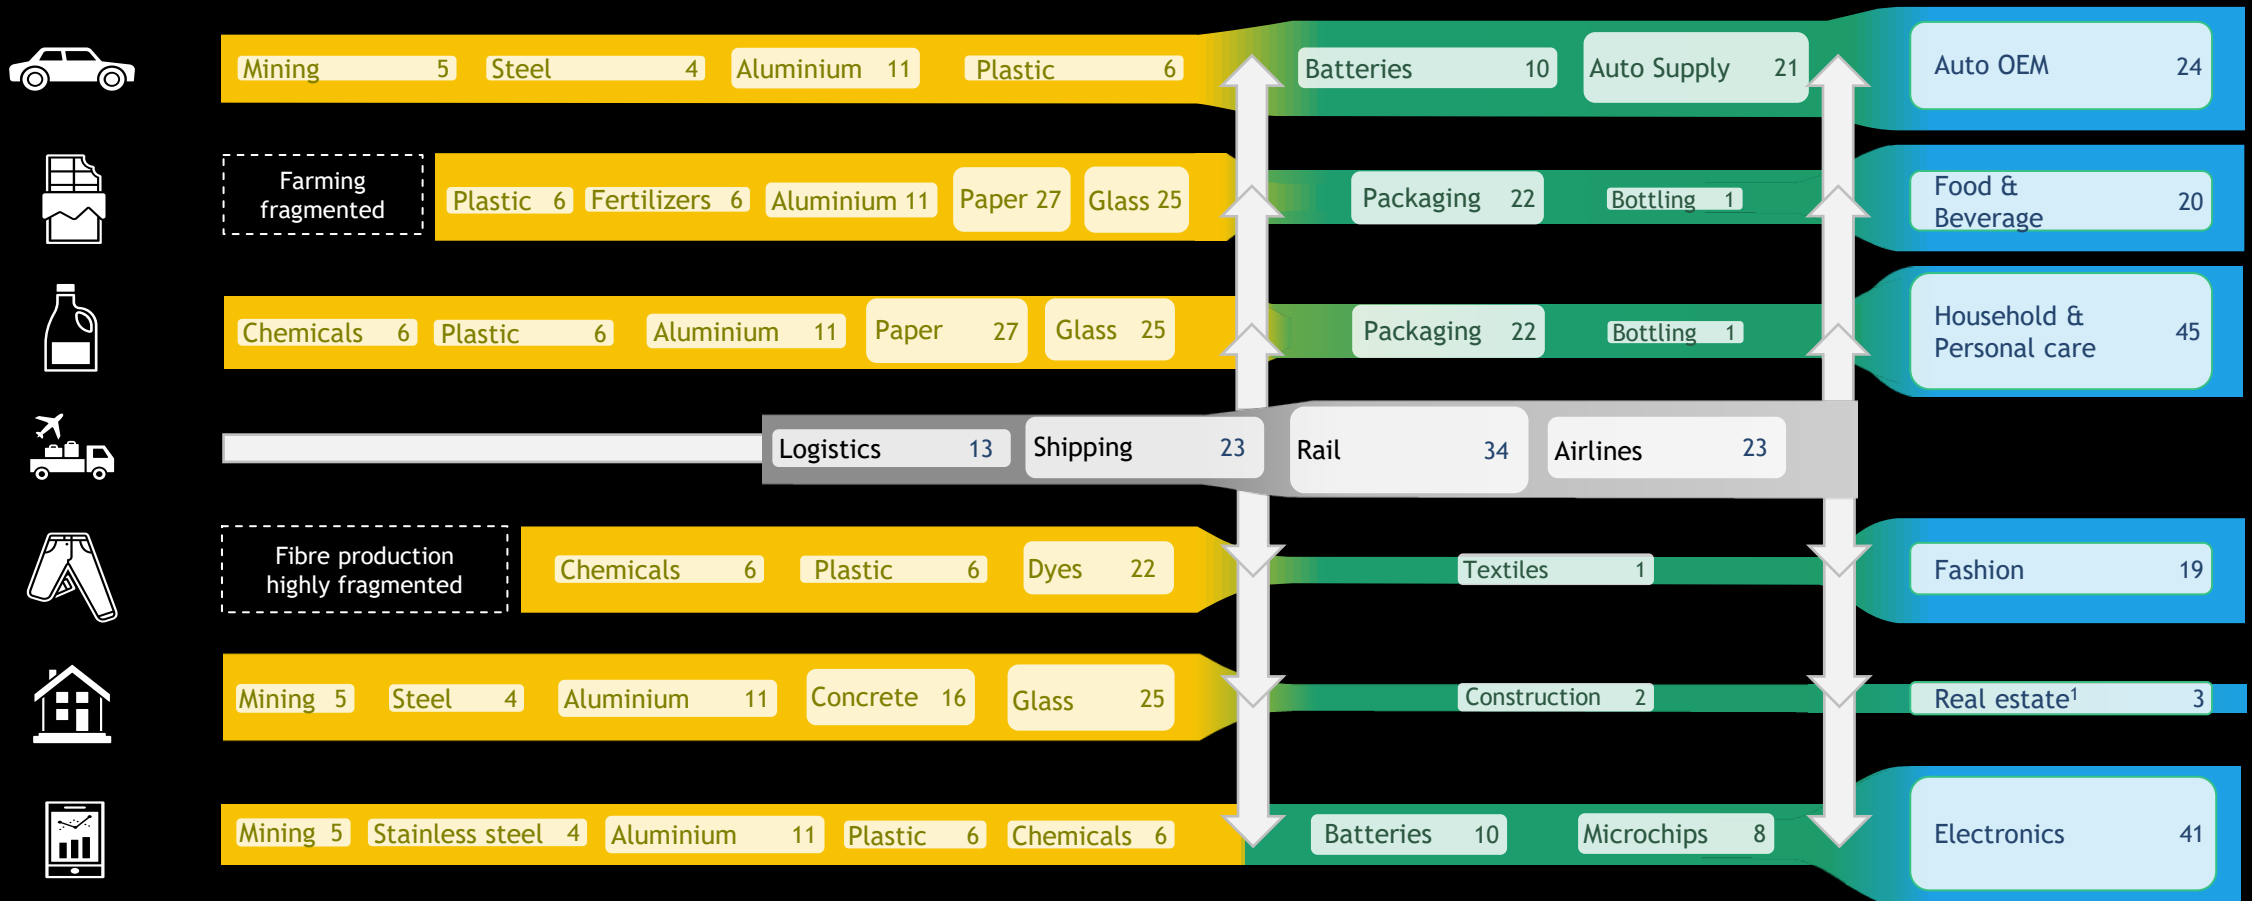 Mining 5 Steel 4 Aluminium 11 Plastic 6 Batteries 10 Auto Supply 21 Auto OEM 24
Farming
fragmented
Plastic 6 Fertilizers 6 Aluminium 11 Paper 27 Glass 25 Packaging 22 Bottling 1
Food &
Beverage
20
Chemicals 6 Plastic 6 Aluminium 11 Paper 27 Glass 25 Packaging 22 Bottling 1
Household &
Personal care
45
Logistics 13 Shipping 23 Rail 34 Airlines 23
Fibre production
highly fragmented
Chemicals 6 Plastic 6 Dyes 22 Textiles 1 Fashion 19
Mining 5 Steel 4 Aluminium 11 Concrete 16 Glass 25 Construction 2 Real estate¹ 3
Mining 5 Stainless steel 4 Aluminium 11 Plastic 6 Chemicals 6 Batteries 10 Microchips 8 Electronics 41